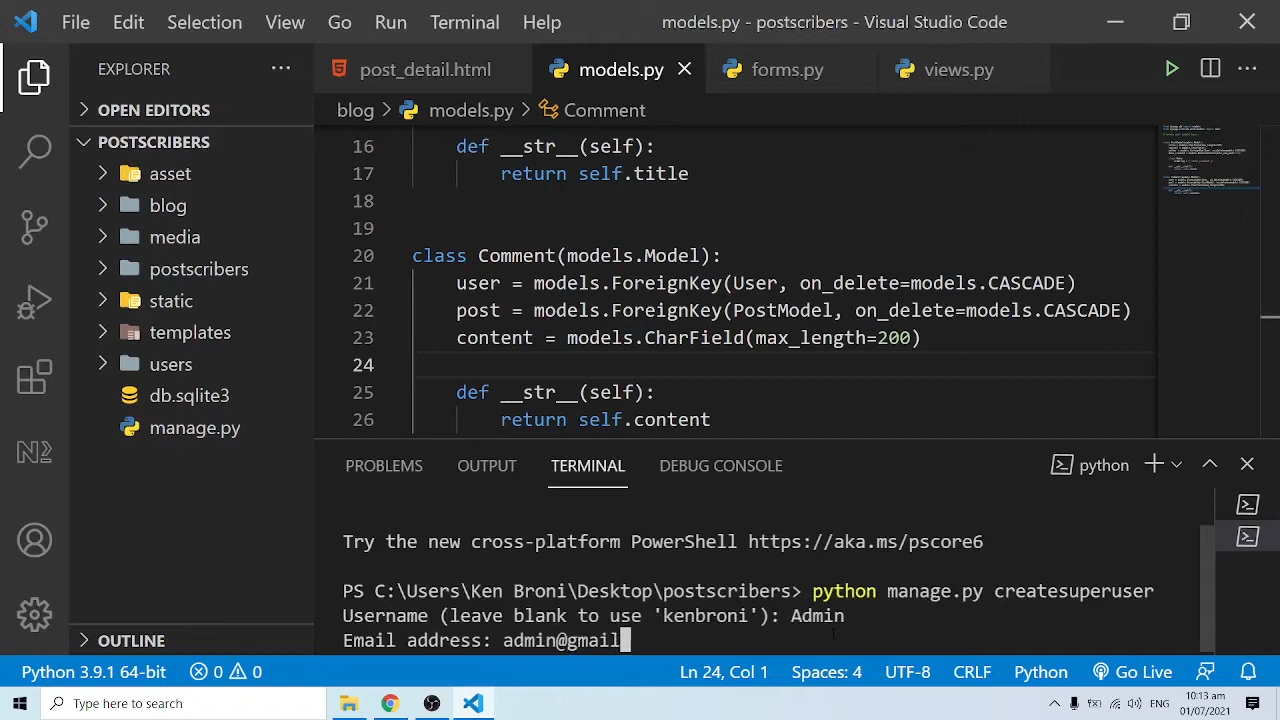 File Edit Selection View Go Run Terminal Help models.py - postscribers - Visual Studio Code
EXPLORER
OPEN EDITORS
POSTSCRIBERS
asset
blog
media
postscribers
static
templates
users
db.sqlite3
manage.py
OUTLINE
post_detail.html models.py forms.py views.py
blog > models.py > Comment
16 def __str__(self):
17 return self.title
18
19
20 class Comment(models.Model):
21 user = models.ForeignKey(User, on_delete=models.CASCADE)
22 post = models.ForeignKey(PostModel, on_delete=models.CASCADE)
23 content = models.CharField(max_length=200)
24
25 def __str__(self):
26 return self.content
PROBLEMS OUTPUT TERMINAL DEBUG CONSOLE python
Try the new cross-platform PowerShell https://aka.ms/pscore6
PS C:\Users\Ken Broni\Desktop\postscribers> python manage.py createsuperuser
Username (leave blank to use 'kenbroni'): Admin
Email address: admin@gmail
Python 3.9.1 64-bit 0 0 Ln 24, Col 1 Spaces: 4 UTF-8 CRLF Python Go Live
Type here to search ENG 10:13 am
01/07/2021